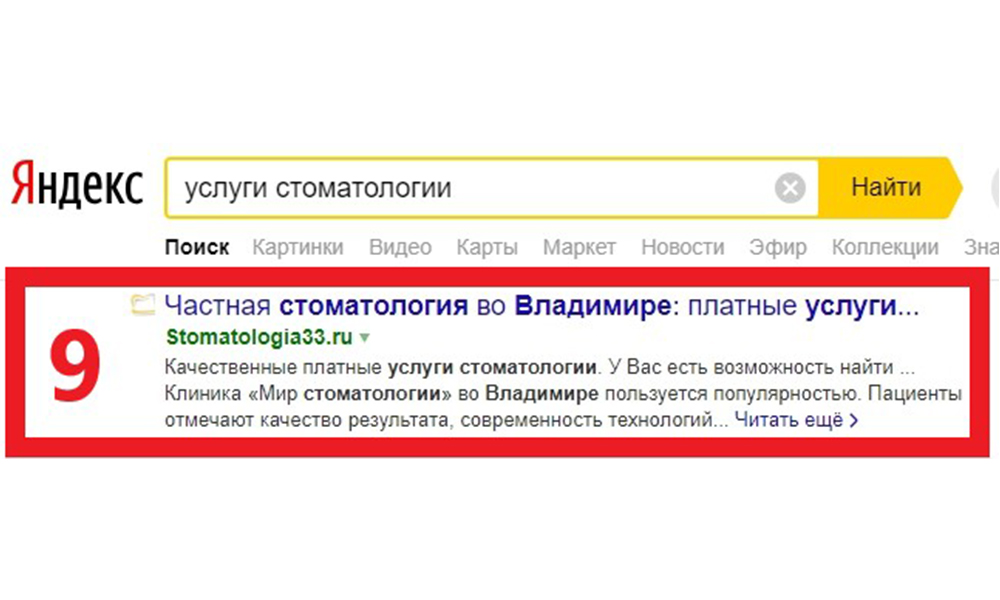 Яндекс
услуги стоматологии
Найти
Поиск Картинки Видео Карты Маркет Новости Эфир Коллекции Зна
9
Частная стоматология во Владимире: платные услуги...
Stomatologia33.ru
Качественные платные услуги стоматологии. У Вас есть возможность найти ...
Клиника «Мир стоматологии» во Владимире пользуется популярностью. Пациенты
отмечают качество результата, современность технологий... Читать ещё >